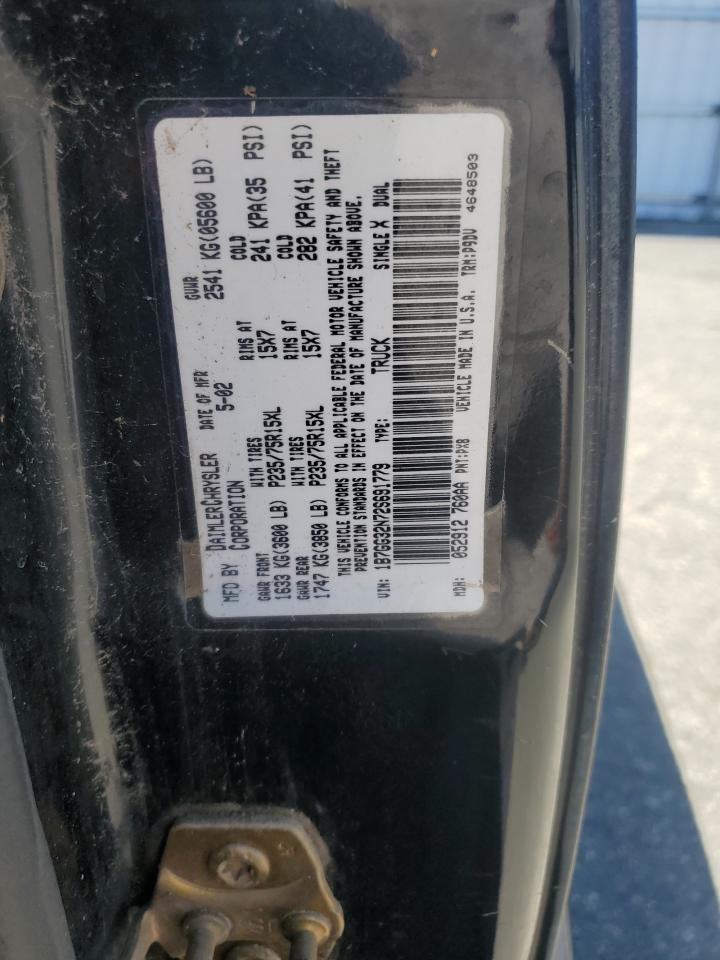 MFD BY DAIMLERCHRYSLER CORPORATION DATE OF MFR 5-02 GVWR 2541 KG(05600 LB)
GAWR FRONT WITH TIRES RIMS AT COLD
1633 KG(3600 LB) P235/75R15XL 15X7 241 KPA(35 PSI)
GAWR REAR WITH TIRES RIMS AT COLD
1747 KG(3850 LB) P235/75R15XL 15X7 282 KPA(41 PSI)
THIS VEHICLE CONFORMS TO ALL APPLICABLE FEDERAL MOTOR VEHICLE SAFETY AND THEFT
PREVENTION STANDARDS IN EFFECT ON THE DATE OF MANUFACTURE SHOWN ABOVE.
VIN: 1B7GG32N72S691779 TYPE: TRUCK SINGLE X DUAL
MDH: 052912 760AA PNT:PX8 VEHICLE MADE IN U.S.A. TRM:P9DV 4648503